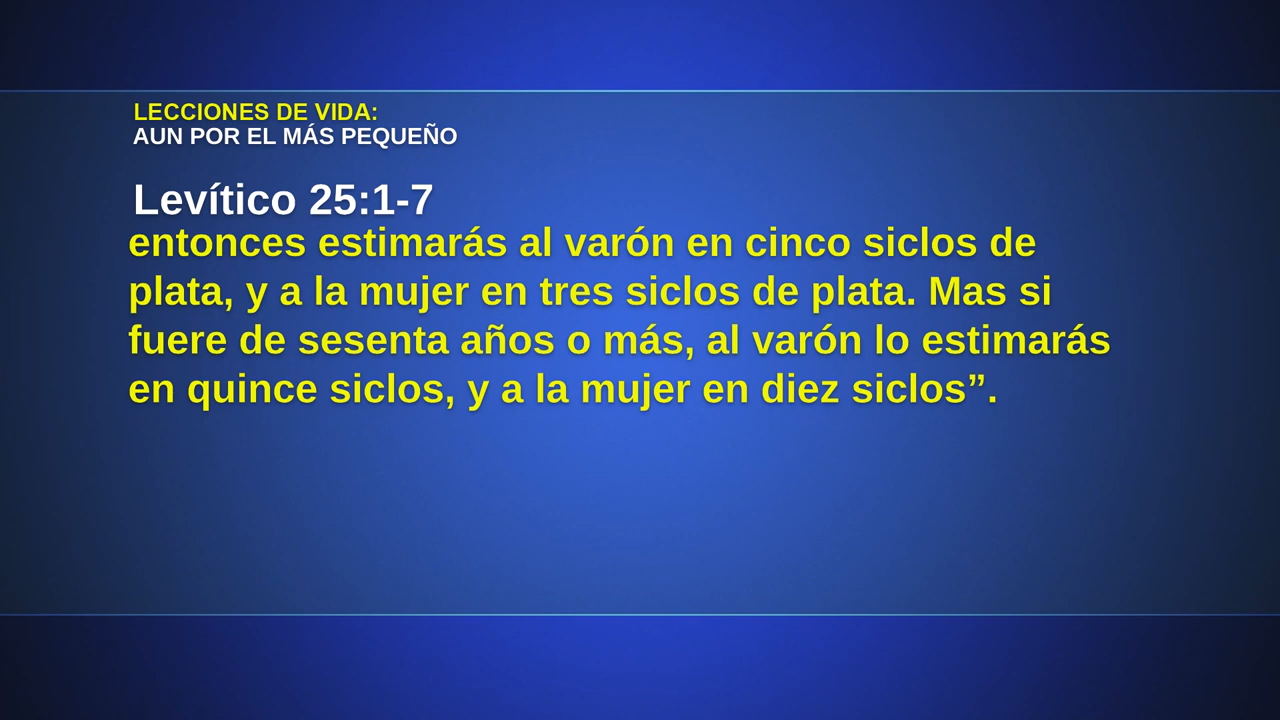 LECCIONES DE VIDA:
AUN POR EL MÁS PEQUEÑO
Levítico 25:1-7
entonces estimarás al varón en cinco siclos de
plata, y a la mujer en tres siclos de plata. Mas si
fuere de sesenta años o más, al varón lo estimarás
en quince siclos, y a la mujer en diez siclos”.